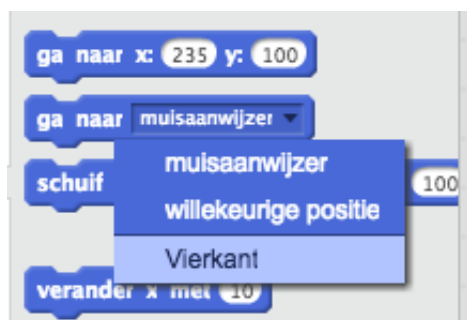 ga naar x: 235 y: 100
ga naar muisaanwijzer
muisaanwijzer
schuif 100
willekeurige positie
Vierkant
verander x met 10